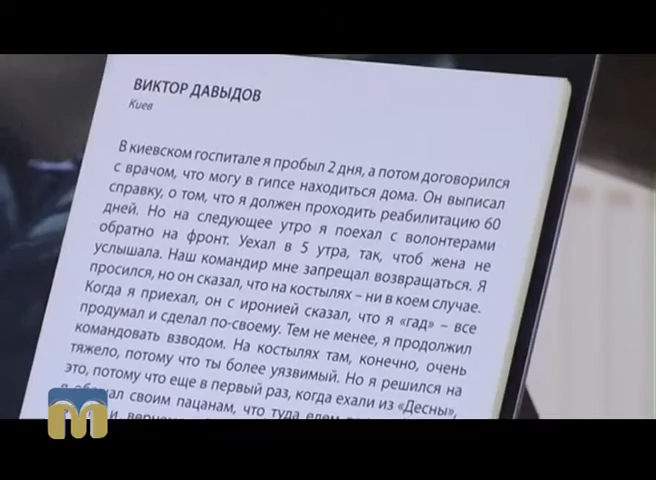 ВИКТОР ДАВЫДОВ
Киев
В киевском госпитале я пробыл 2 дня, а потом договорился
с врачом, что могу в гипсе находиться дома. Он выписал
справку, о том, что я должен проходить реабилитацию 60
дней. Но на следующее утро я поехал с волонтерами
обратно на фронт. Уехал в 5 утра, так, чтоб жена не
услышала. Наш командир мне запрещал возвращаться. Я
просился, но он сказал, что на костылях – ни в коем случае.
Когда я приехал, он с иронией сказал, что я «гад» – все
продумал и сделал по-своему. Тем не менее, я продолжил
командовать взводом. На костылях там, конечно, очень
тяжело, потому что ты более уязвимый. Но я решился на
это, потому что еще в первый раз, когда ехали из «Десны»,
своим пацанам, что туда едем